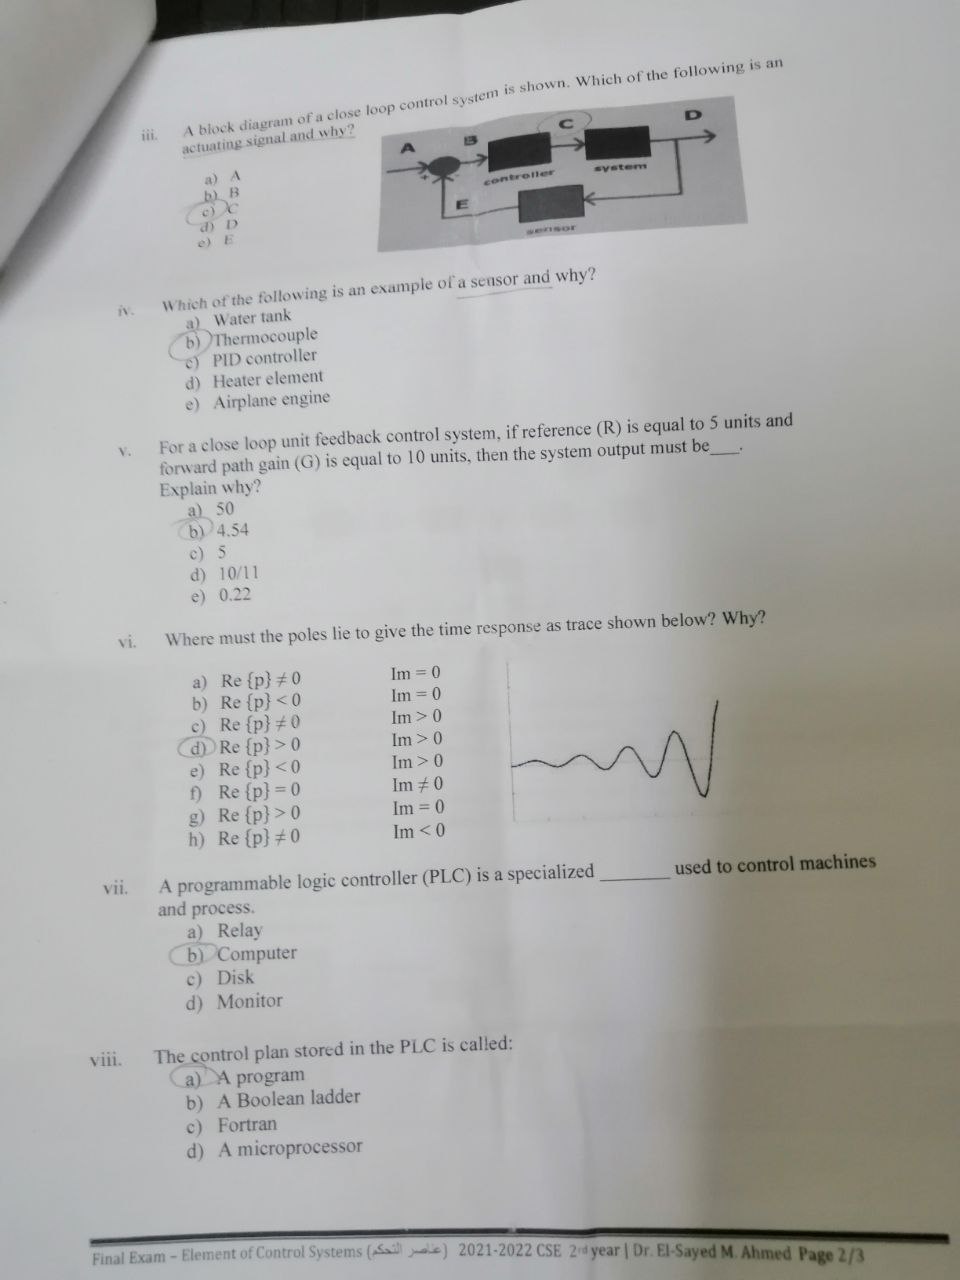 iii. A block diagram of a close loop control system is shown. Which of the following is an
actuating signal and why?
a) A
b) B
c) C
d) D
e) E
A
B
C
D
controller
system
E
sensor
+
-
iv. Which of the following is an example of a sensor and why?
a) Water tank
b) Thermocouple
c) PID controller
d) Heater element
e) Airplane engine
v. For a close loop unit feedback control system, if reference (R) is equal to 5 units and
forward path gain (G) is equal to 10 units, then the system output must be___.
Explain why?
a) 50
b) 4.54
c) 5
d) 10/11
e) 0.22
vi. Where must the poles lie to give the time response as trace shown below? Why?
a) Re {p} ≠ 0 Im = 0
b) Re {p} < 0 Im = 0
c) Re {p} ≠ 0 Im > 0
d) Re {p} > 0 Im > 0
e) Re {p} < 0 Im > 0
f) Re {p} = 0 Im ≠ 0
g) Re {p} > 0 Im = 0
h) Re {p} ≠ 0 Im < 0
vii. A programmable logic controller (PLC) is a specialized _______ used to control machines
and process.
a) Relay
b) Computer
c) Disk
d) Monitor
viii. The control plan stored in the PLC is called:
a) A program
b) A Boolean ladder
c) Fortran
d) A microprocessor
Final Exam – Element of Control Systems (عناصر التحكم) 2021-2022 CSE 2rd year | Dr. El-Sayed M. Ahmed Page 2/3